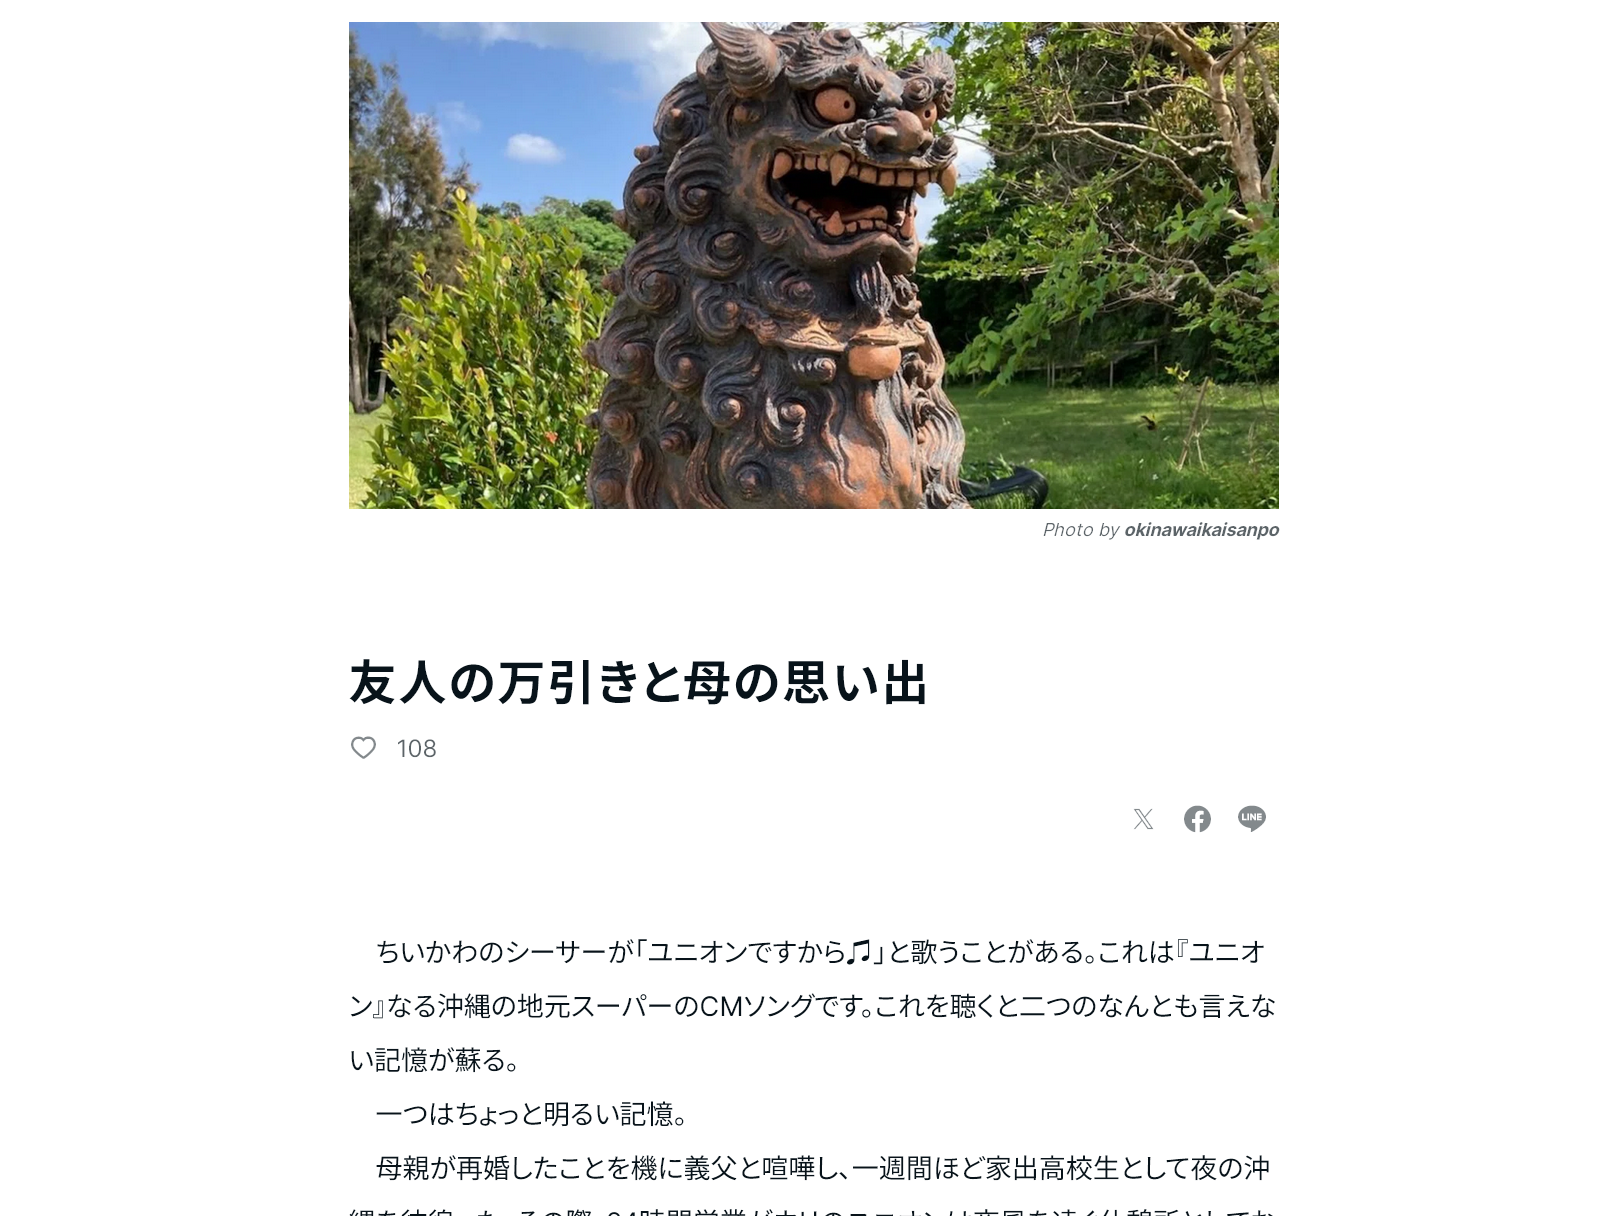 Photo by okinawaikaisanpo
友人の万引きと母の思い出
108
LINE
　ちいかわのシーサーが「ユニオンですから♫」と歌うことがある。これは『ユニオ
ン』なる沖縄の地元スーパーのCMソングです。これを聴くと二つのなんとも言えな
い記憶が蘇る。
　一つはちょっと明るい記憶。
　母親が再婚したことを機に義父と喧嘩し、一週間ほど家出高校生として夜の沖